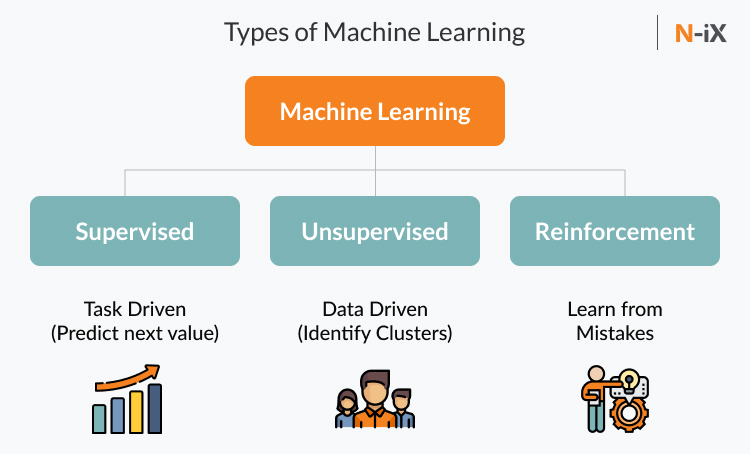 Types of Machine Learning
N-iX
Machine Learning
Supervised
Unsupervised
Reinforcement
Task Driven
(Predict next value)
Data Driven
(Identify Clusters)
Learn from
Mistakes